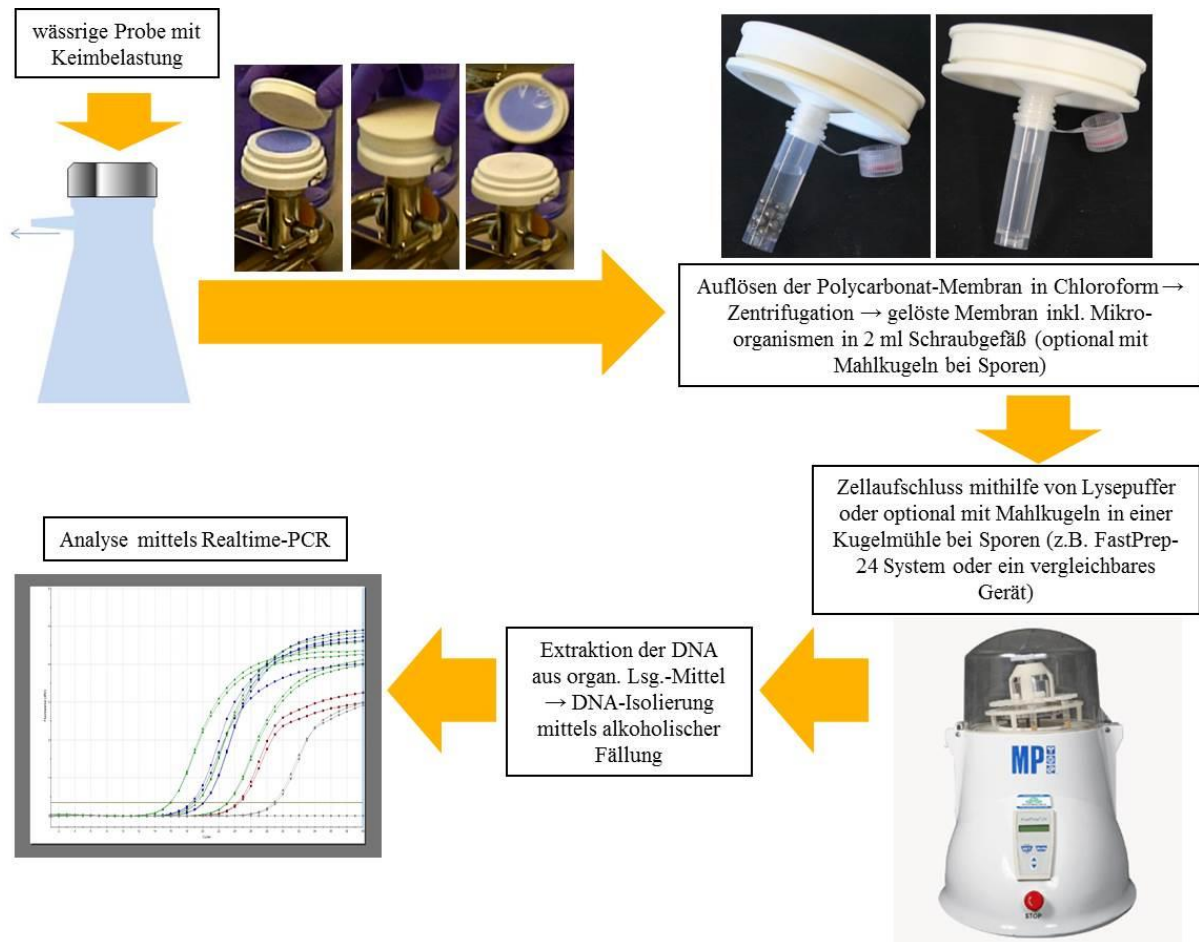 wässrige Probe mit
Keimbelastung
Auflösen der Polycarbonat-Membran in Chloroform →
Zentrifugation → gelöste Membran inkl. Mikro-
organismen in 2 ml Schraubgefäß (optional mit
Mahlkugeln bei Sporen)
Zellaufschluss mithilfe von Lysepuffer
oder optional mit Mahlkugeln in einer
Kugelmühle bei Sporen (z.B. FastPrep-
24 System oder ein vergleichbares
Gerät)
MP
STOP
Extraktion der DNA
aus organ. Lsg.-Mittel
→ DNA-Isolierung
mittels alkoholischer
Fällung
Analyse mittels Realtime-PCR